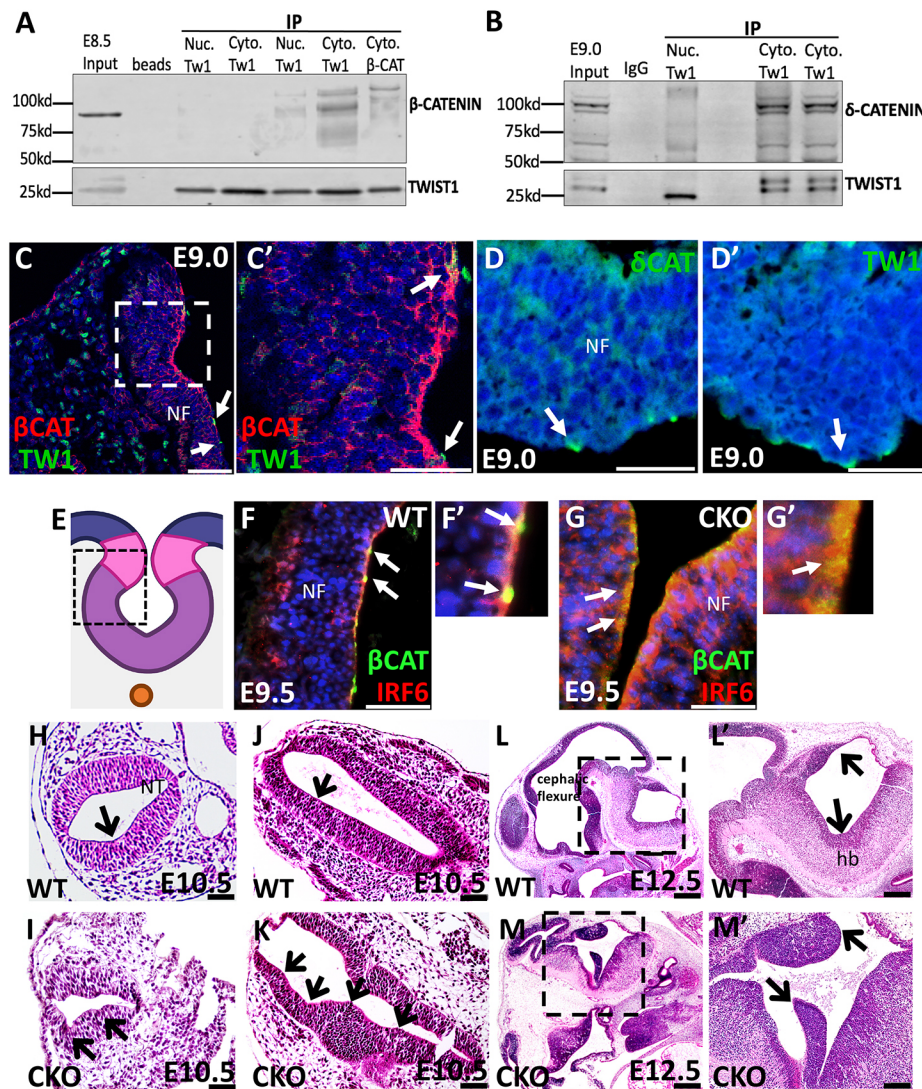 A
IP
E8.5
Input
beads
Nuc.
Tw1
Cyto.
Tw1
Nuc.
Tw1
Cyto.
Tw1
Cyto.
β-CAT
100kd
75kd
50kd
25kd
β-CATENIN
TWIST1
B
IP
E9.0
Input
IgG
Nuc.
Tw1
Cyto.
Tw1
Cyto.
Tw1
100kd
75kd
50kd
25kd
δ-CATENIN
TWIST1
C
E9.0
NF
βCAT
TW1
C’
βCAT
TW1
D
δCAT
NF
E9.0
D’
TW1
E9.0
E
F
WT
NF
βCAT
E9.5
IRF6
F’
G
CKO
NF
βCAT
E9.5
IRF6
G’
H
NT
WT
E10.5
J
WT
E10.5
L
cephalic
flexure
WT
E12.5
L’
hb
WT
I
CKO
E10.5
K
CKO
E10.5
M
CKO
E12.5
M’
CKO